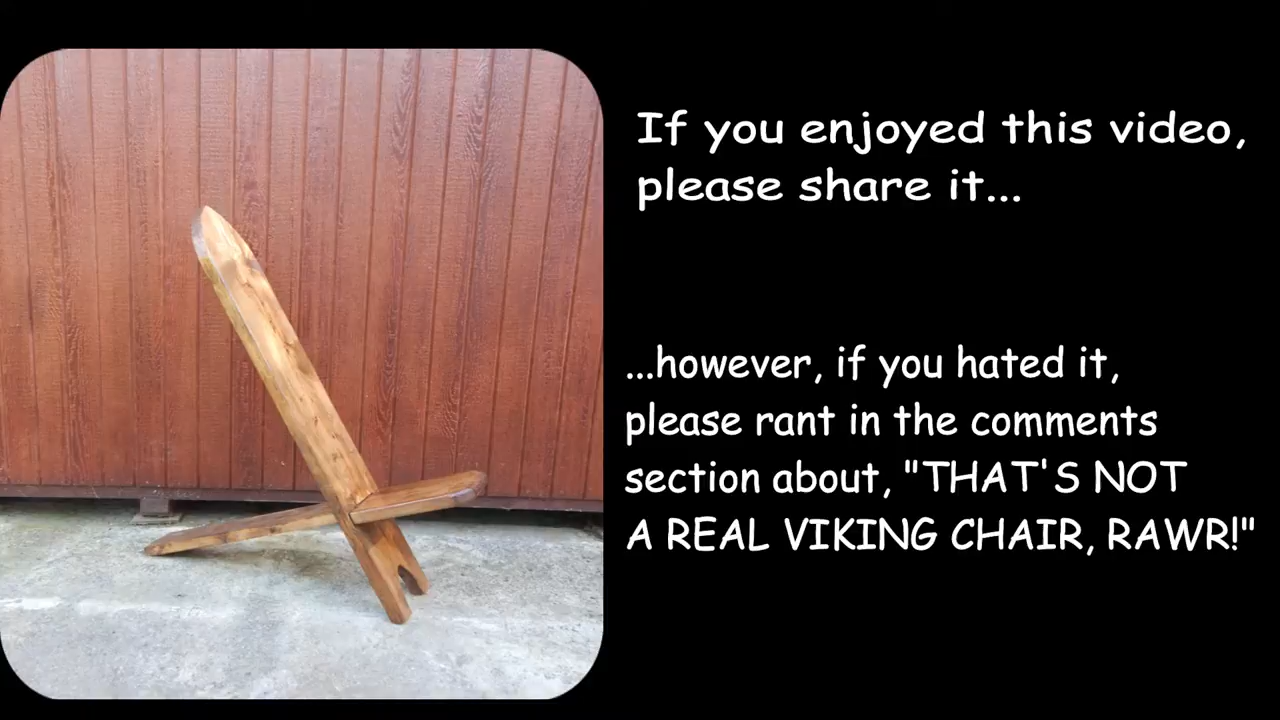 If you enjoyed this video,
please share it...
...however, if you hated it,
please rant in the comments
section about, "THAT'S NOT
A REAL VIKING CHAIR, RAWR!"